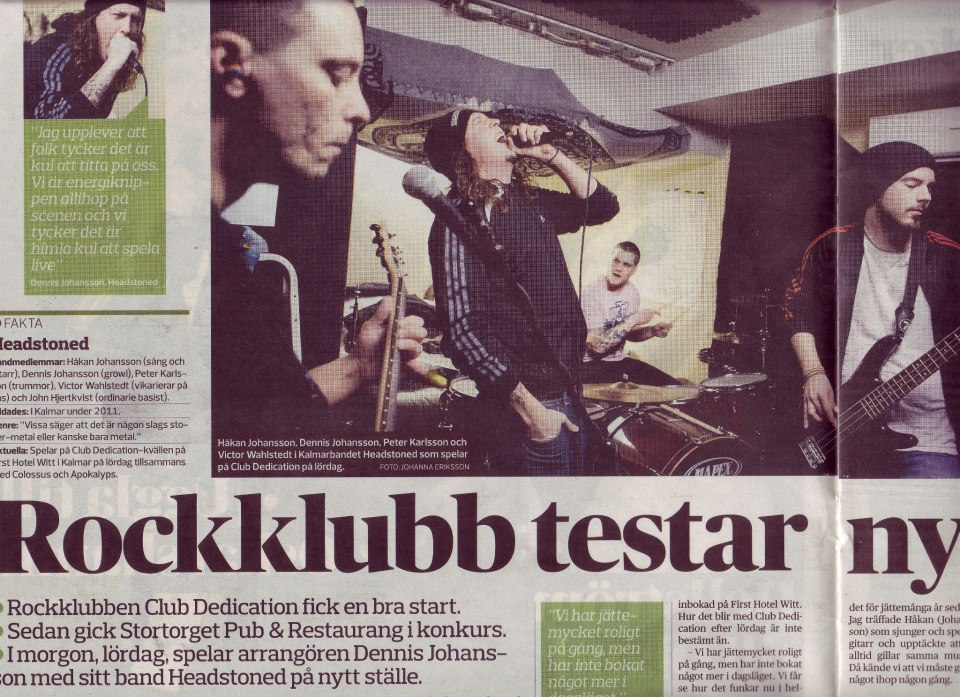 "Jag upplever att
folk tycker det är
kul att titta på oss.
Vi är energiknip-
pen allihop på
scenen och vi
tycker det är
himla kul att spela
live"
Dennis Johansson, Headstoned
FAKTA
Headstoned
andmedlemmar: Håkan Johansson (sång och
tarr), Dennis Johansson (growl), Peter Karls-
on (trummor), Victor Wahlstedt (vikarierar på
as) och John Hjertkvist (ordinarie basist).
ldades: I Kalmar under 2011.
enre: "Vissa säger att det är någon slags sto-
er-metal eller kanske bara metal."
ktuella: Spelar på Club Dedication-kvällen på
rst Hotel Witt i Kalmar på lördag tillsammans
ed Colossus och Apokalyps.
Håkan Johansson, Dennis Johansson, Peter Karlsson och
Victor Wahlstedt i Kalmarbandet Headstoned som spelar
på Club Dedication på lördag.
FOTO: JOHANNA ERIKSSON
MAPEX
Rockklubb testar ny
Rockklubben Club Dedication fick en bra start.
Sedan gick Stortorget Pub & Restaurang i konkurs.
I morgon, lördag, spelar arrangören Dennis Johans-
son med sitt band Headstoned på nytt ställe.
"Vi har jätte-
mycket roligt
på gång, men
har inte bokat
något mer i
dagsläget."
inbokad på First Hotel Witt.
Hur det blir med Club Dedi-
cation efter lördag är inte
bestämt än.
– Vi har jättemycket roligt
på gång, men har inte bokat
något mer i dagsläget. Vi får
se hur det funkar nu i hel-
det för jättemånga år sed
Jag träffade Håkan (Joha
son) som sjunger och spe
gitarr och upptäckte att
alltid gillar samma mus
Då kände vi att vi måste g
något ihop någon gång.